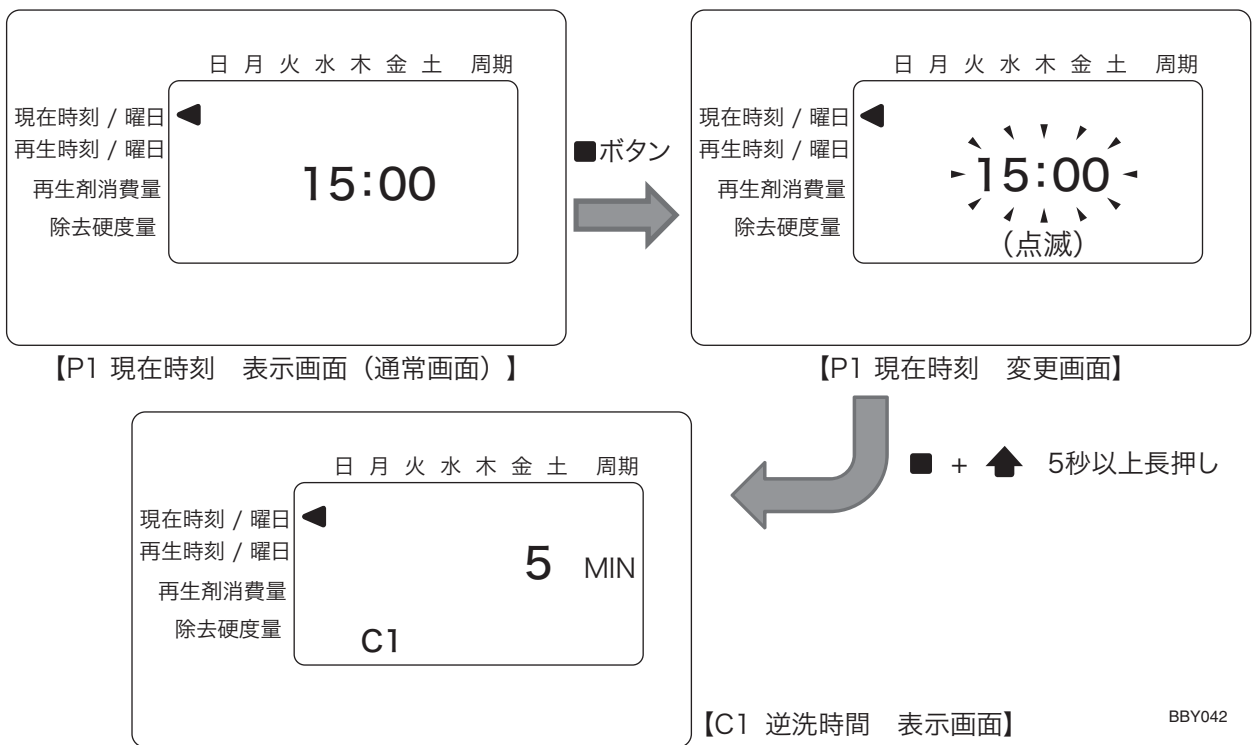 日 月 火 水 木 金 土 周期
現在時刻 / 曜日
再生時刻 / 曜日
再生剤消費量
除去硬度量
15:00
【P1 現在時刻 表示画面（通常画面）】
■ボタン
日 月 火 水 木 金 土 周期
現在時刻 / 曜日
再生時刻 / 曜日
再生剤消費量
除去硬度量
15:00
（点滅）
【P1 現在時刻 変更画面】
■ + ⬆ 5秒以上長押し
日 月 火 水 木 金 土 周期
現在時刻 / 曜日
再生時刻 / 曜日
再生剤消費量
除去硬度量
5 MIN
C1
【C1 逆洗時間 表示画面】
BBY042